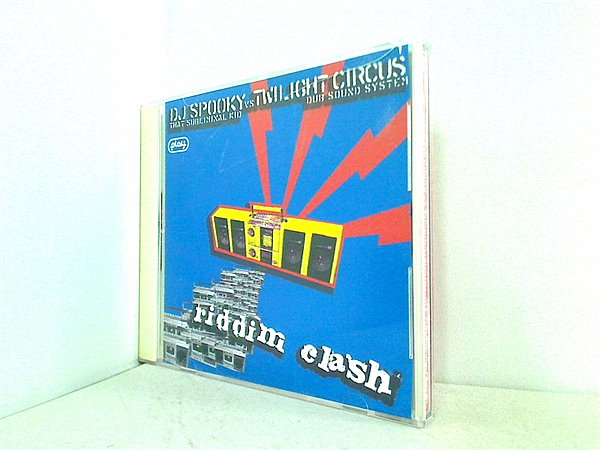 DJ SPOOKY VS TWILIGHT CIRCUS
THAT SUBLIMINAL KID DUB SOUND SYSTEM
play
riddim clash